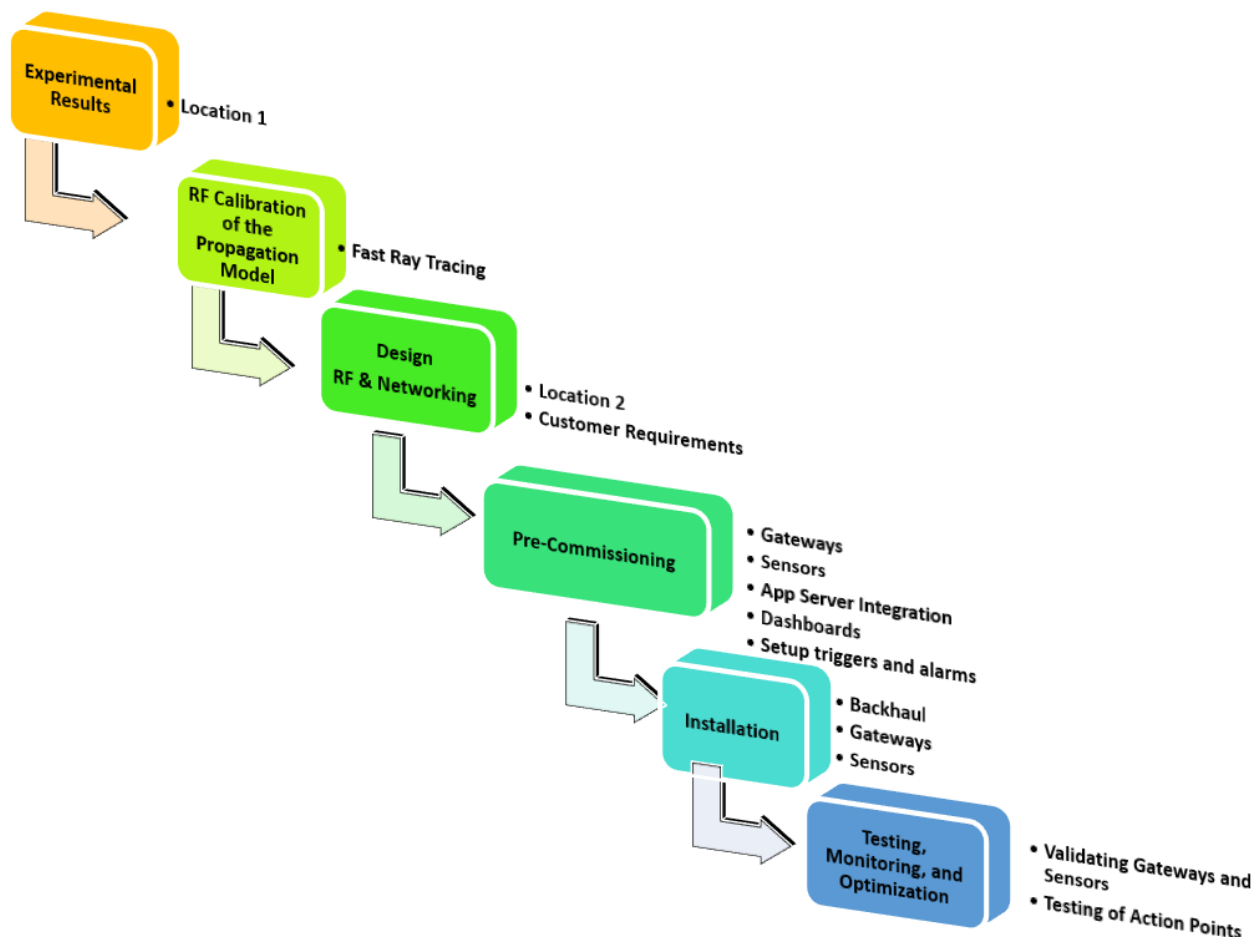 Experimental
Results
• Location 1
RF Calibration
of the
Propagation
Model
• Fast Ray Tracing
Design
RF & Networking
• Location 2
• Customer Requirements
Pre-Commissioning
• Gateways
• Sensors
• App Server Integration
• Dashboards
• Setup triggers and alarms
Installation
• Backhaul
• Gateways
• Sensors
Testing,
Monitoring, and
Optimization
• Validating Gateways and
Sensors
• Testing of Action Points